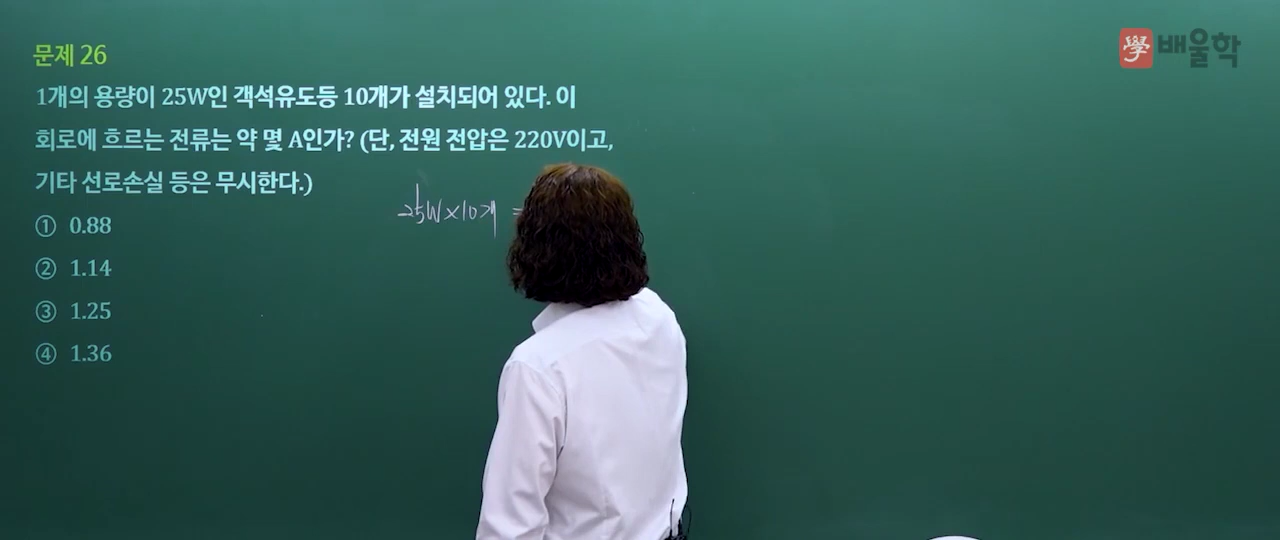 문제 26
1개의 용량이 25W인 객석유도등 10개가 설치되어 있다. 이
회로에 흐르는 전류는 약 몇 A인가? (단, 전원 전압은 220V이고,
기타 선로손실 등은 무시한다.)
① 0.88
② 1.14
③ 1.25
④ 1.36
25W×10개 =
學 배울학